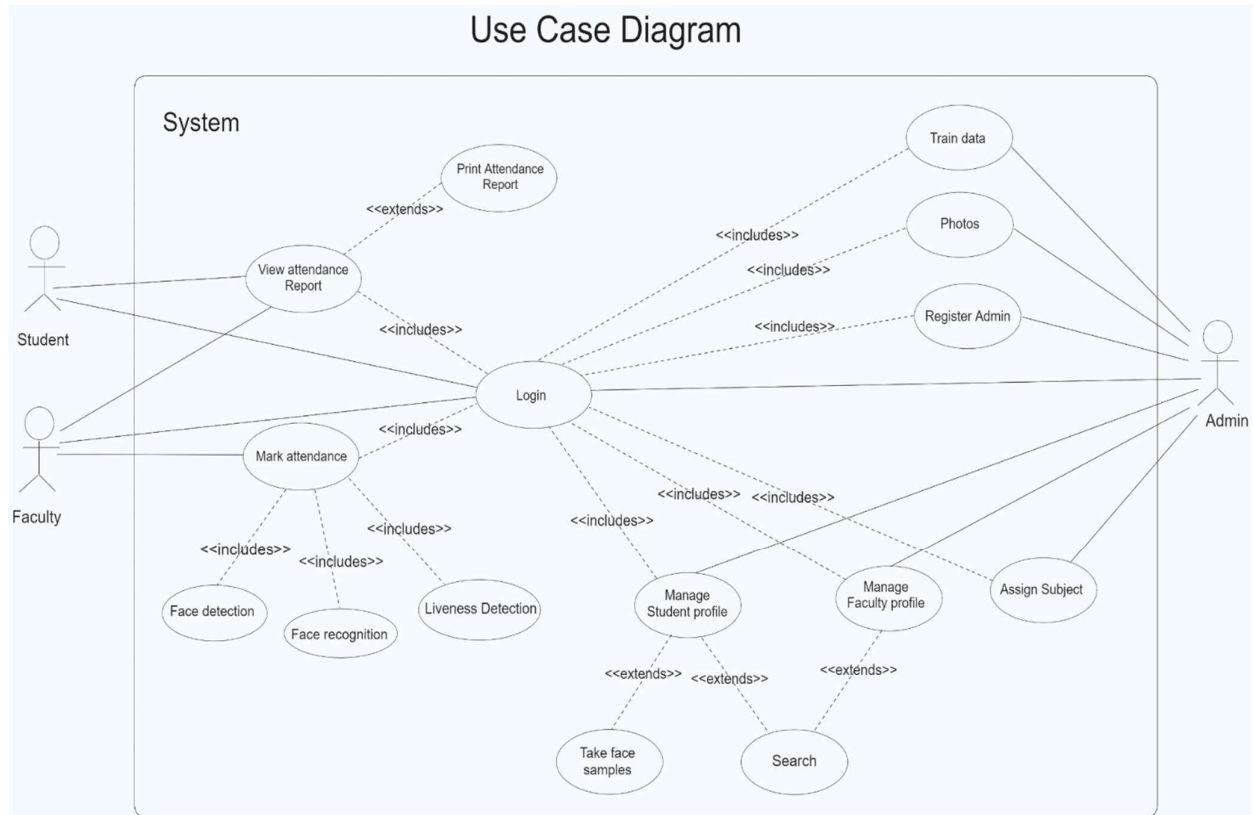 Use Case Diagram
System
Train data
Print Attendance
Report
<<extends>>
Photos
<<includes>>
View attendance
Report
<<includes>>
Student
<<includes>>
Register Admin
<<includes>>
Login
Admin
<<includes>>
Mark attendance
Faculty
<<includes>>
<<includes>>
<<includes>>
<<includes>>
<<includes>>
<<includes>>
Face detection
Face recognition
Liveness Detection
Manage
Student profile
Manage
Faculty profile
Assign Subject
<<extends>>
<<extends>>
<<extends>>
Take face
samples
Search